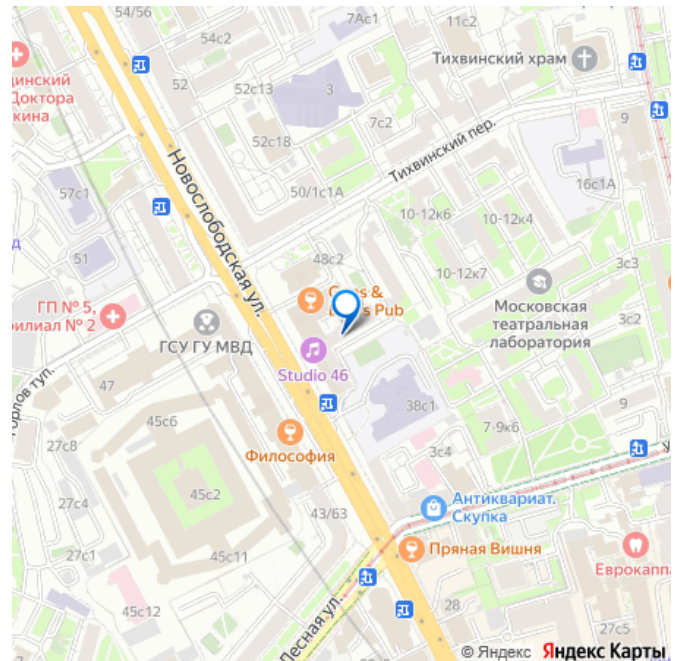 54/56
54с2
7Ас1
11с2
Тихвинский храм
динский
Доктора
кина
52
52с13
3
7с2
9
52с18
Тихвинский пер.
57с1
50/1с1А
16с1А
Новослободская ул.
10-12к6
10-12к4
51
48с2
10-12к7
3с3
ГП № 5,
филиал № 2
Pub
Московская
театральная
лаборатория
3с2
ГСУ ГУ МВД
Studio 46
47
38с1
9
45с6
7-9к6
27с8
Философия
3с4
45с2
Антиквариат.
Скупка
27с4
43/63
27с1
45с11
Пряная Вишня
Еврокапп
45с12
Лесная ул.
28
27с5
© Яндекс Яндекс Карты